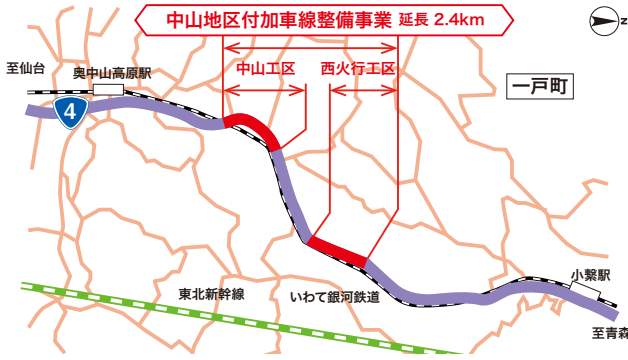 中山地区付加車線整備事業 延長 2.4km
N
至仙台
奥中山高原駅
中山工区
西火行工区
一戸町
4
東北新幹線
いわて銀河鉄道
小繋駅
至青森